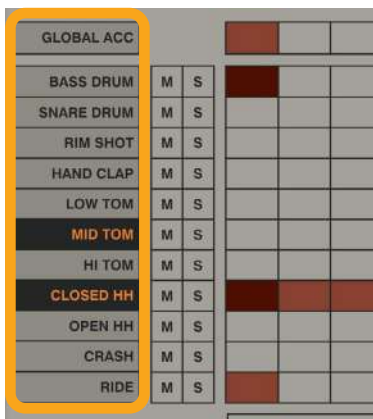 GLOBAL ACC
BASS DRUM M S
SNARE DRUM M S
RIM SHOT M S
HAND CLAP M S
LOW TOM M S
MID TOM M S
HI TOM M S
CLOSED HH M S
OPEN HH M S
CRASH M S
RIDE M S